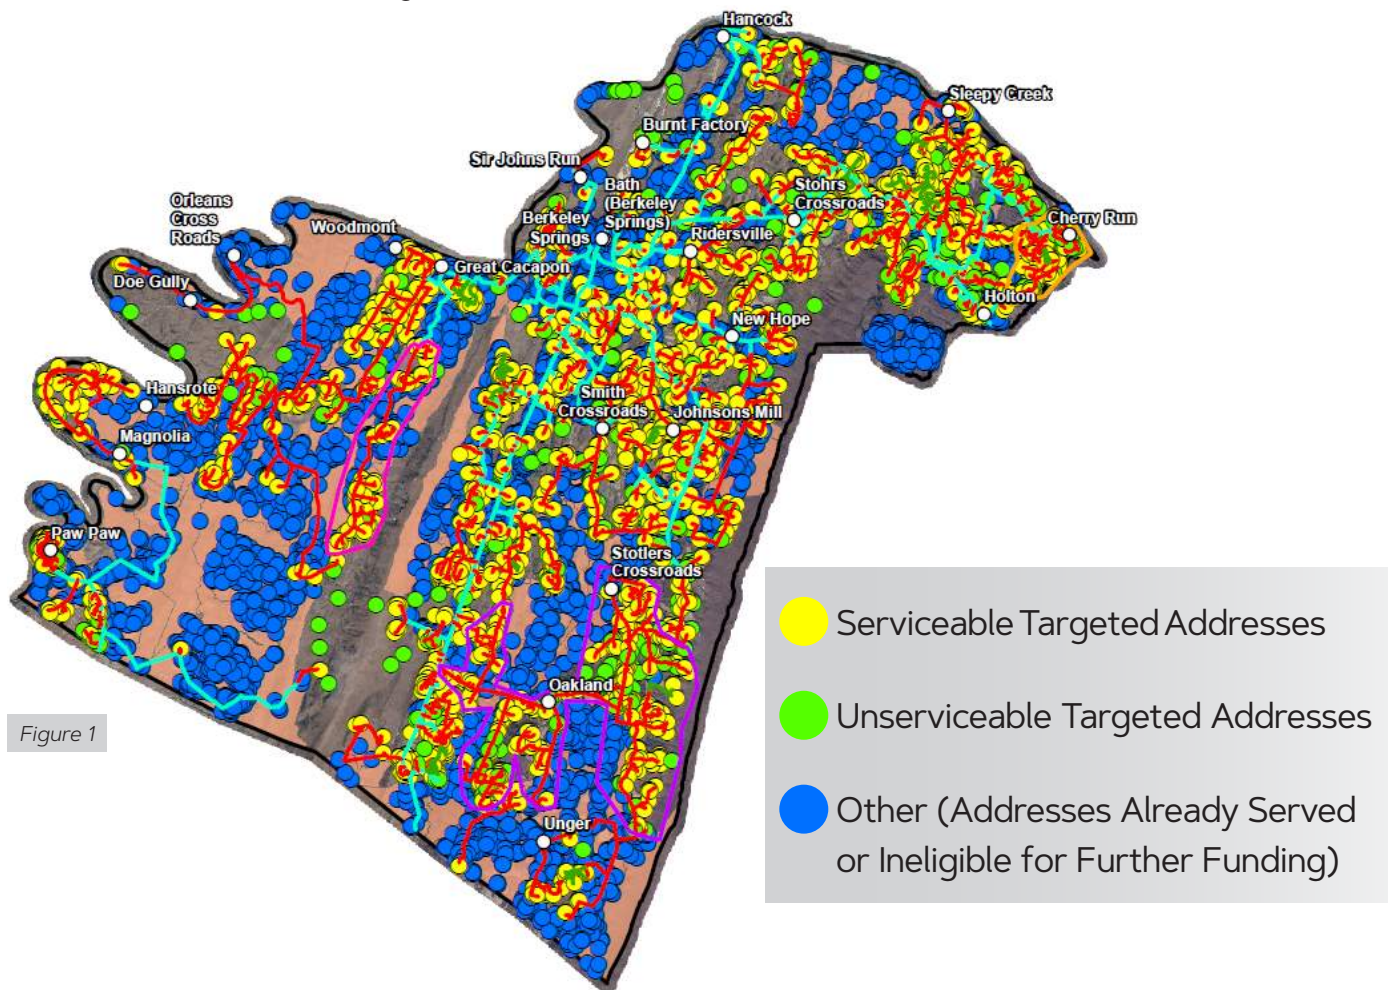 Hancock
Sleepy Creek
Burnt Factory
Sir Johns Run
Bath
(Berkeley
Springs)
Stohrs
Crossroads
Orleans
Cross
Roads
Berkeley
Springs
Cherry Run
Woodmont
Ridersville
Great Cacapon
Doe Gully
Holton
New Hope
Hansrote
Smith
Crossroads
Johnsons Mill
Magnolia
Paw Paw
Stotlers
Crossroads
Oakland
Unger
Figure 1
Serviceable Targeted Addresses
Unserviceable Targeted Addresses
Other (Addresses Already Served
or Ineligible for Further Funding)